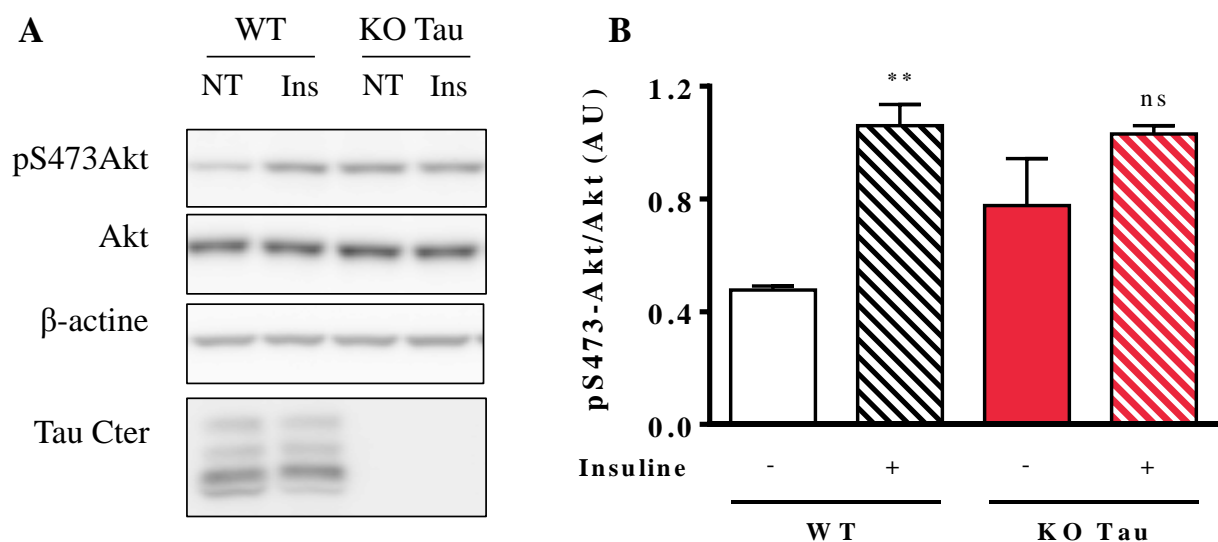 A
WT KO Tau
NT Ins NT Ins
pS473Akt
Akt
β-actine
Tau Cter
B
pS473-Akt/Akt (AU)
1.2
0.8
0.4
0.0
**
ns
Insuline - + - +
WT KO Tau